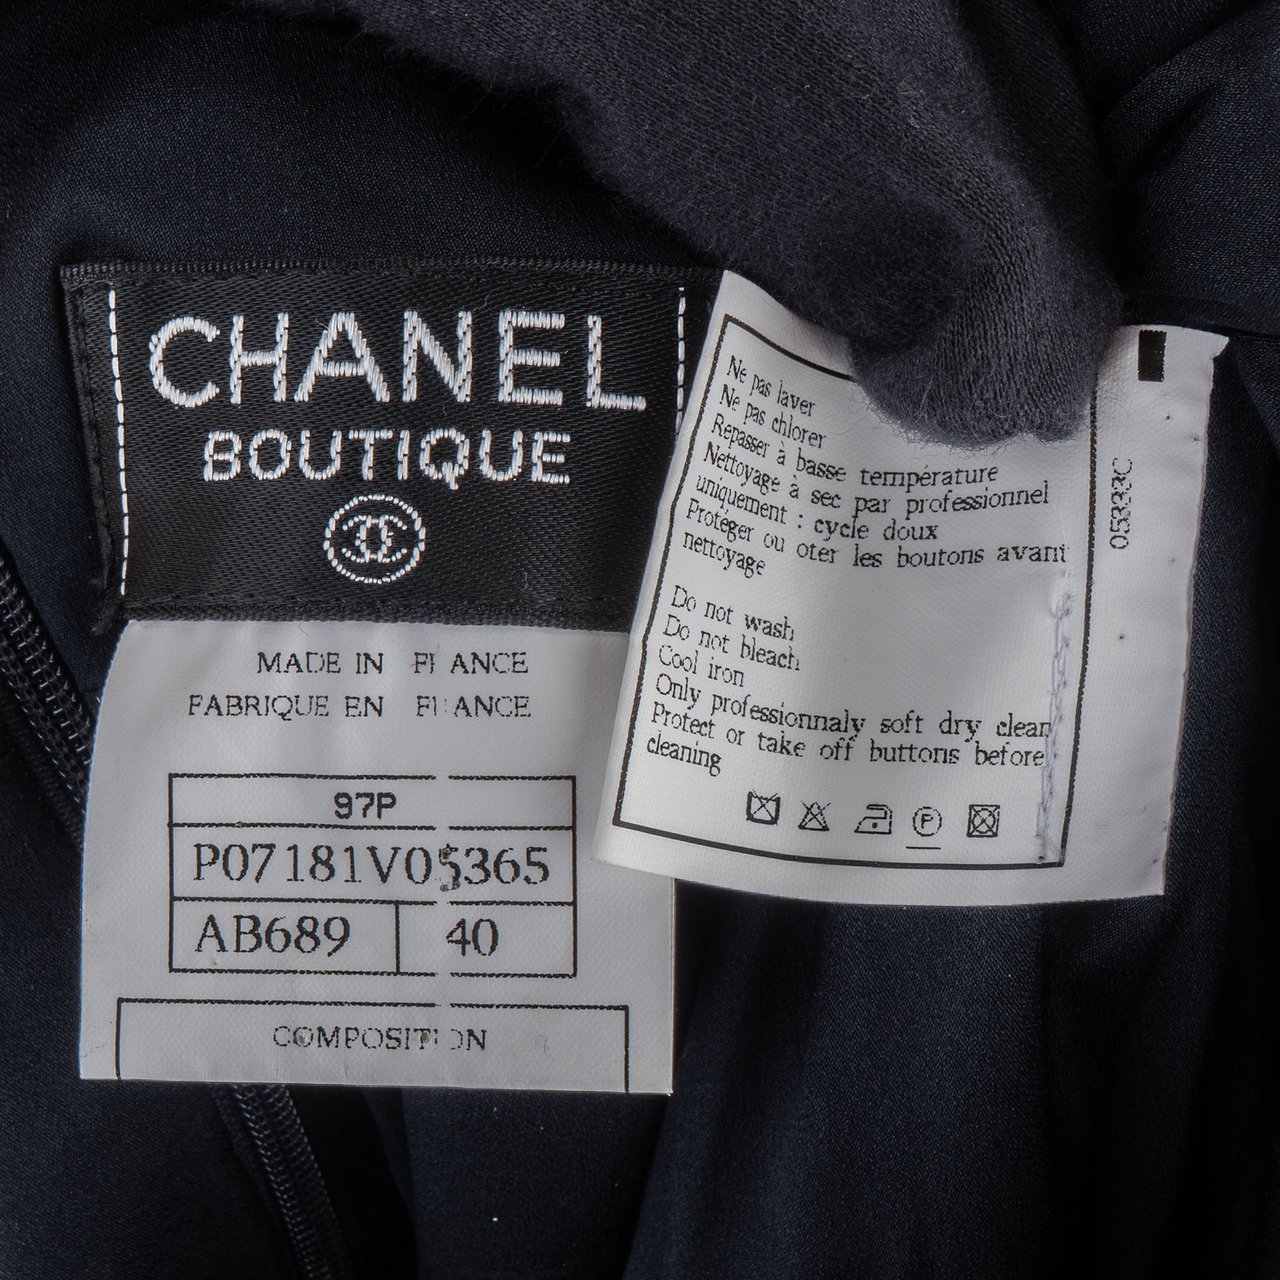 CHANEL
BOUTIQUE
MADE IN FRANCE
FABRIQUE EN FRANCE
97P
P07181V05365
AB689 40
COMPOSITION
Ne pas laver
Ne pas chlorer
Repasser à basse température
Nettoyage à sec par professionnel
uniquement : cycle doux
Protéger ou oter les boutons avant
nettoyage
Do not wash
Do not bleach
Cool iron
Only professionnaly soft dry clean
Protect or take off buttons before
cleaning
P